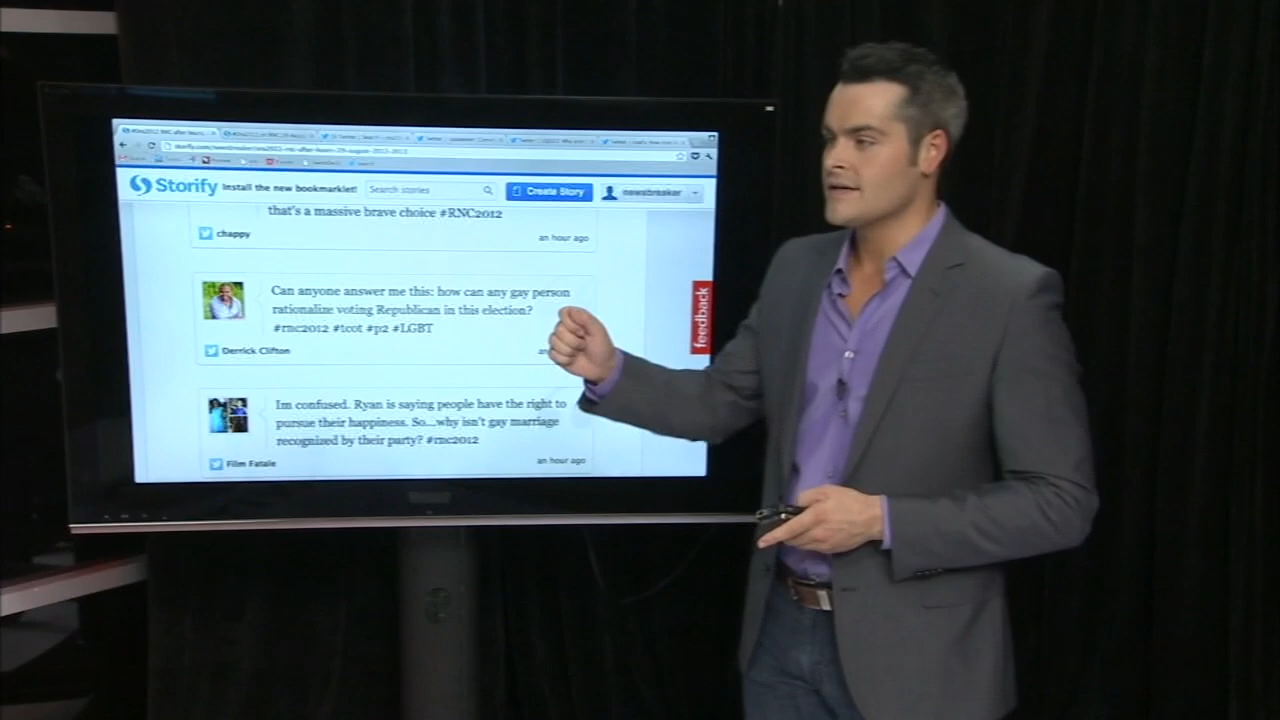 Storify
Install the new bookmarklet!
Search stories
Create Story
newsbreaker
that's a massive brave choice #RNC2012
chappy
an hour ago
Can anyone answer me this: how can any gay person
rationalize voting Republican in this election?
#rnc2012 #tcot #p2 #LGBT
Derrick Clifton
an
feedback
Im confused. Ryan is saying people have the right to
pursue their happiness. So...why isn't gay marriage
recognized by their party? #rnc2012
Film Fatale
an hour ago